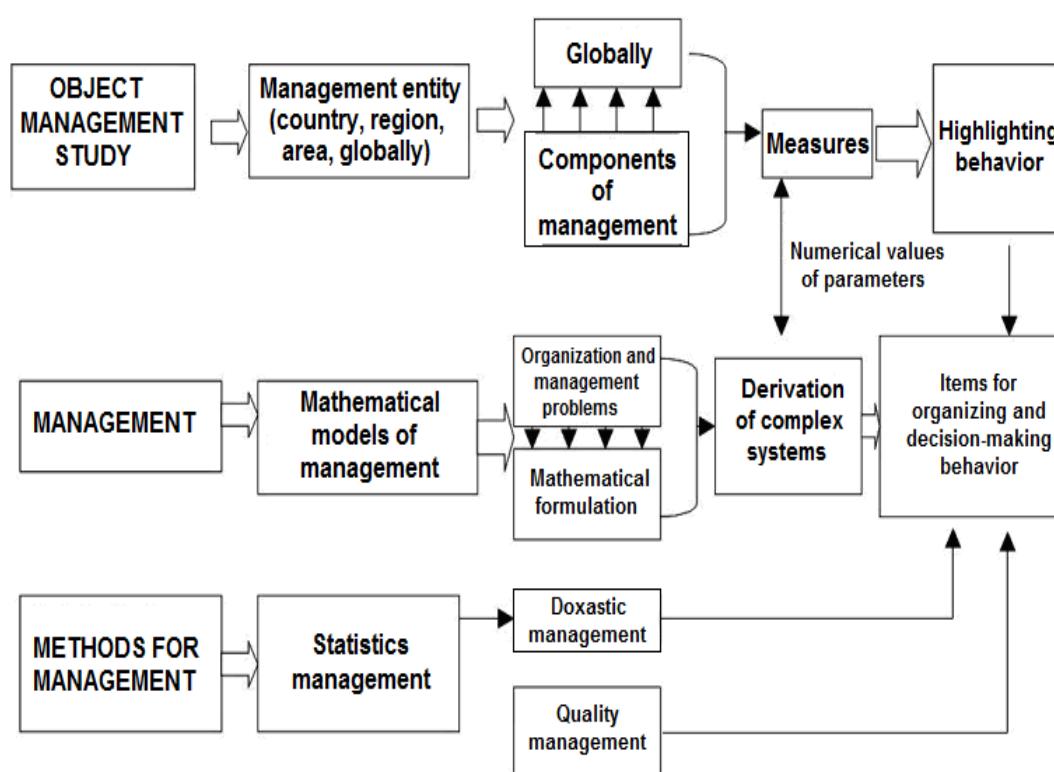 OBJECT
MANAGEMENT
STUDY
Management entity
(country, region,
area, globally)
Globally
Components
of
management
Measures
Highlighting
behavior
Numerical values
of parameters
MANAGEMENT
Mathematical
models of
management
Organization and
management
problems
Mathematical
formulation
Derivation
of complex
systems
Items for
organizing and
decision-making
behavior
METHODS FOR
MANAGEMENT
Statistics
management
Doxastic
management
Quality
management